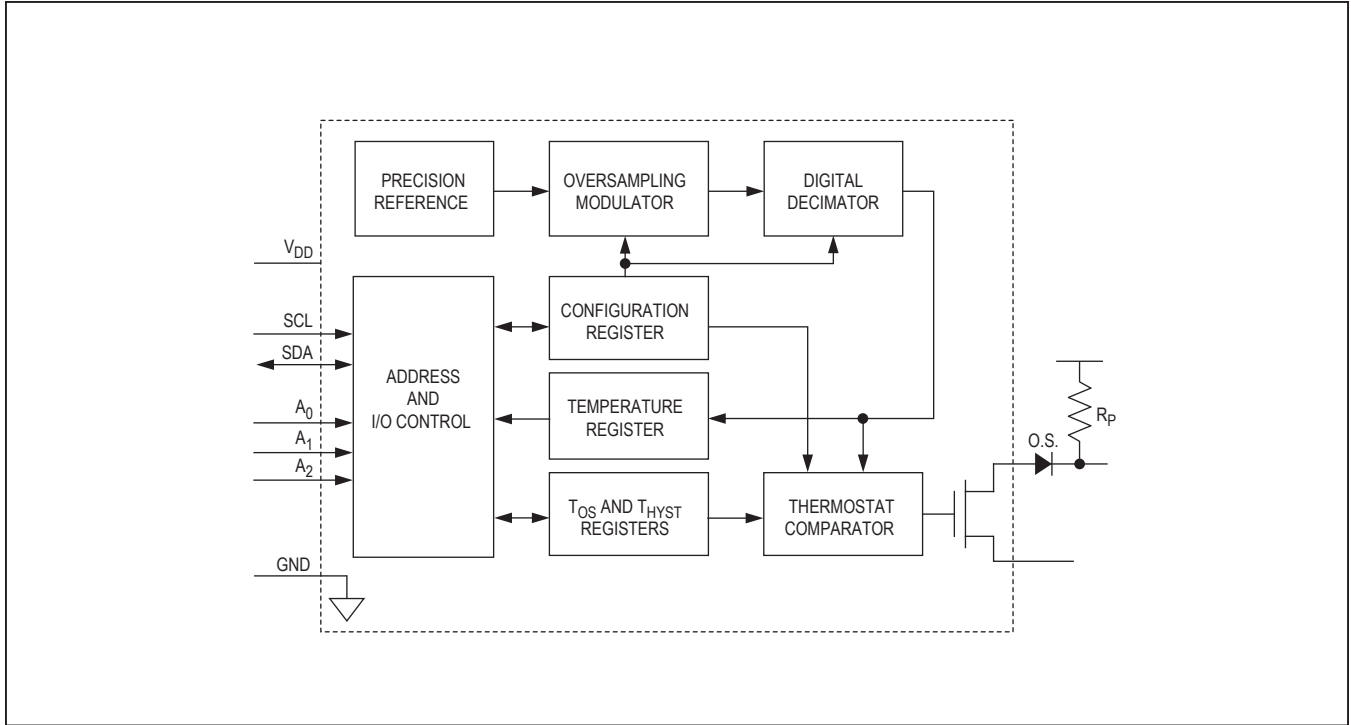 PRECISION
REFERENCE
OVERSAMPLING
MODULATOR
DIGITAL
DECIMATOR
VDD
SCL
SDA
A0
A1
A2
GND
ADDRESS
AND
I/O CONTROL
CONFIGURATION
REGISTER
TEMPERATURE
REGISTER
TOS AND THYST
REGISTERS
THERMOSTAT
COMPARATOR
O.S.
RP